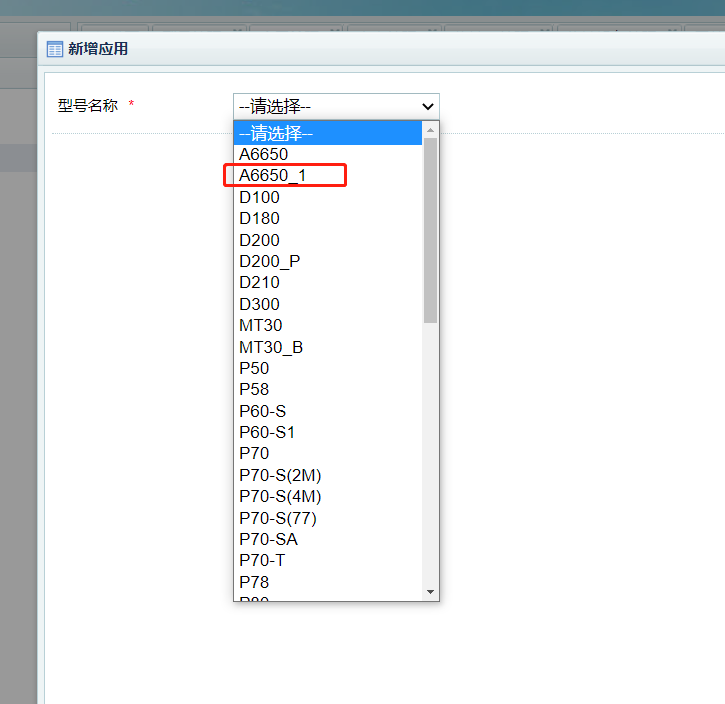 新增应用
型号名称 *
--请选择--
--请选择--
A6650
A6650_1
D100
D180
D200
D200_P
D210
D300
MT30
MT30_B
P50
P58
P60-S
P60-S1
P70
P70-S(2M)
P70-S(4M)
P70-S(77)
P70-SA
P70-T
P78